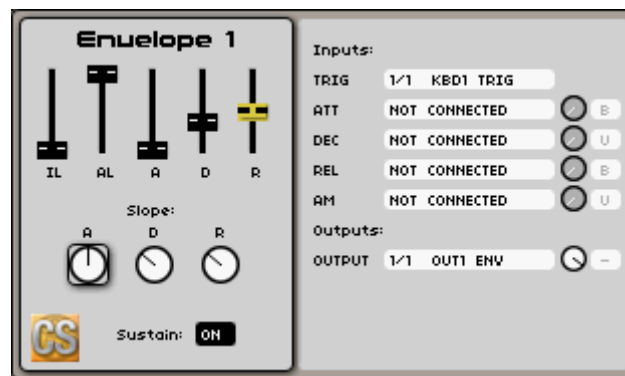 Envelope 1
IL AL A D R
Slope:
A D R
CS
Sustain: ON
Inputs:
TRIG 1/1 KBD1 TRIG
ATT NOT CONNECTED B
DEC NOT CONNECTED U
REL NOT CONNECTED B
AM NOT CONNECTED U
Outputs:
OUTPUT 1/1 OUT1 ENV -